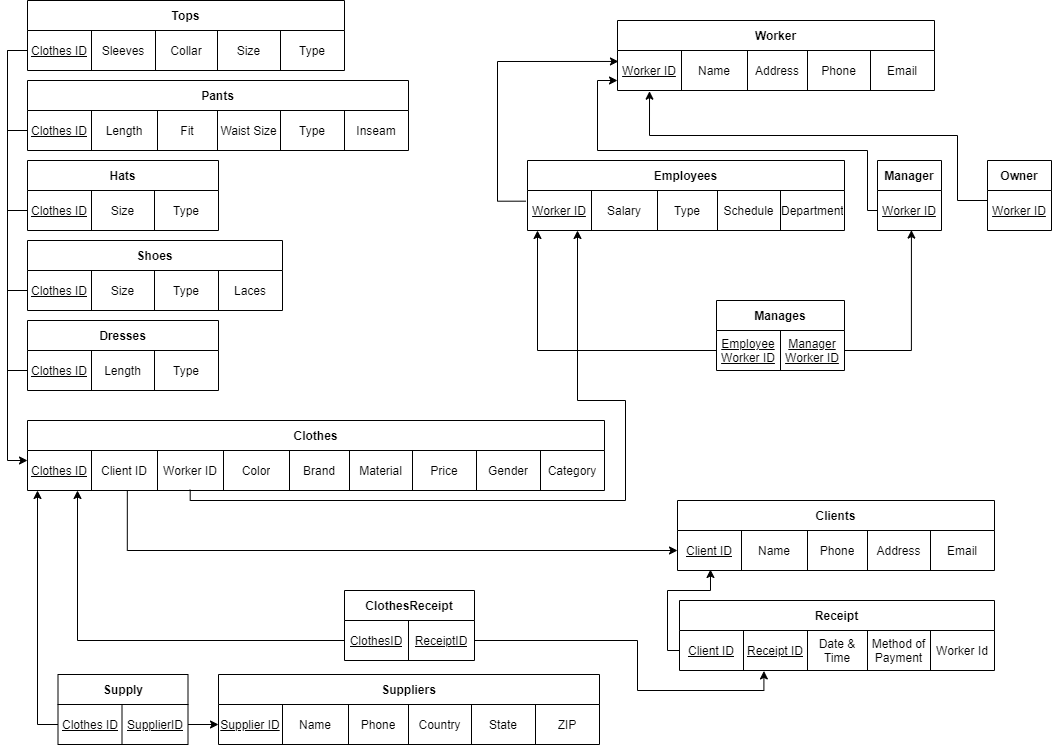 Tops
Clothes ID Sleeves Collar Size Type
Pants
Clothes ID Length Fit Waist Size Type Inseam
Hats
Clothes ID Size Type
Shoes
Clothes ID Size Type Laces
Dresses
Clothes ID Length Type
Worker
Worker ID Name Address Phone Email
Employees
Worker ID Salary Type Schedule Department
Manager
Worker ID
Owner
Worker ID
Manages
Employee
Worker ID
Manager
Worker ID
Clothes
Clothes ID Client ID Worker ID Color Brand Material Price Gender Category
Clients
Client ID Name Phone Address Email
ClothesReceipt
ClothesID ReceiptID
Receipt
Client ID Receipt ID
Date &
Time
Method of
Payment
Worker Id
Supply
Clothes ID SupplierID
Suppliers
Supplier ID Name Phone Country State ZIP